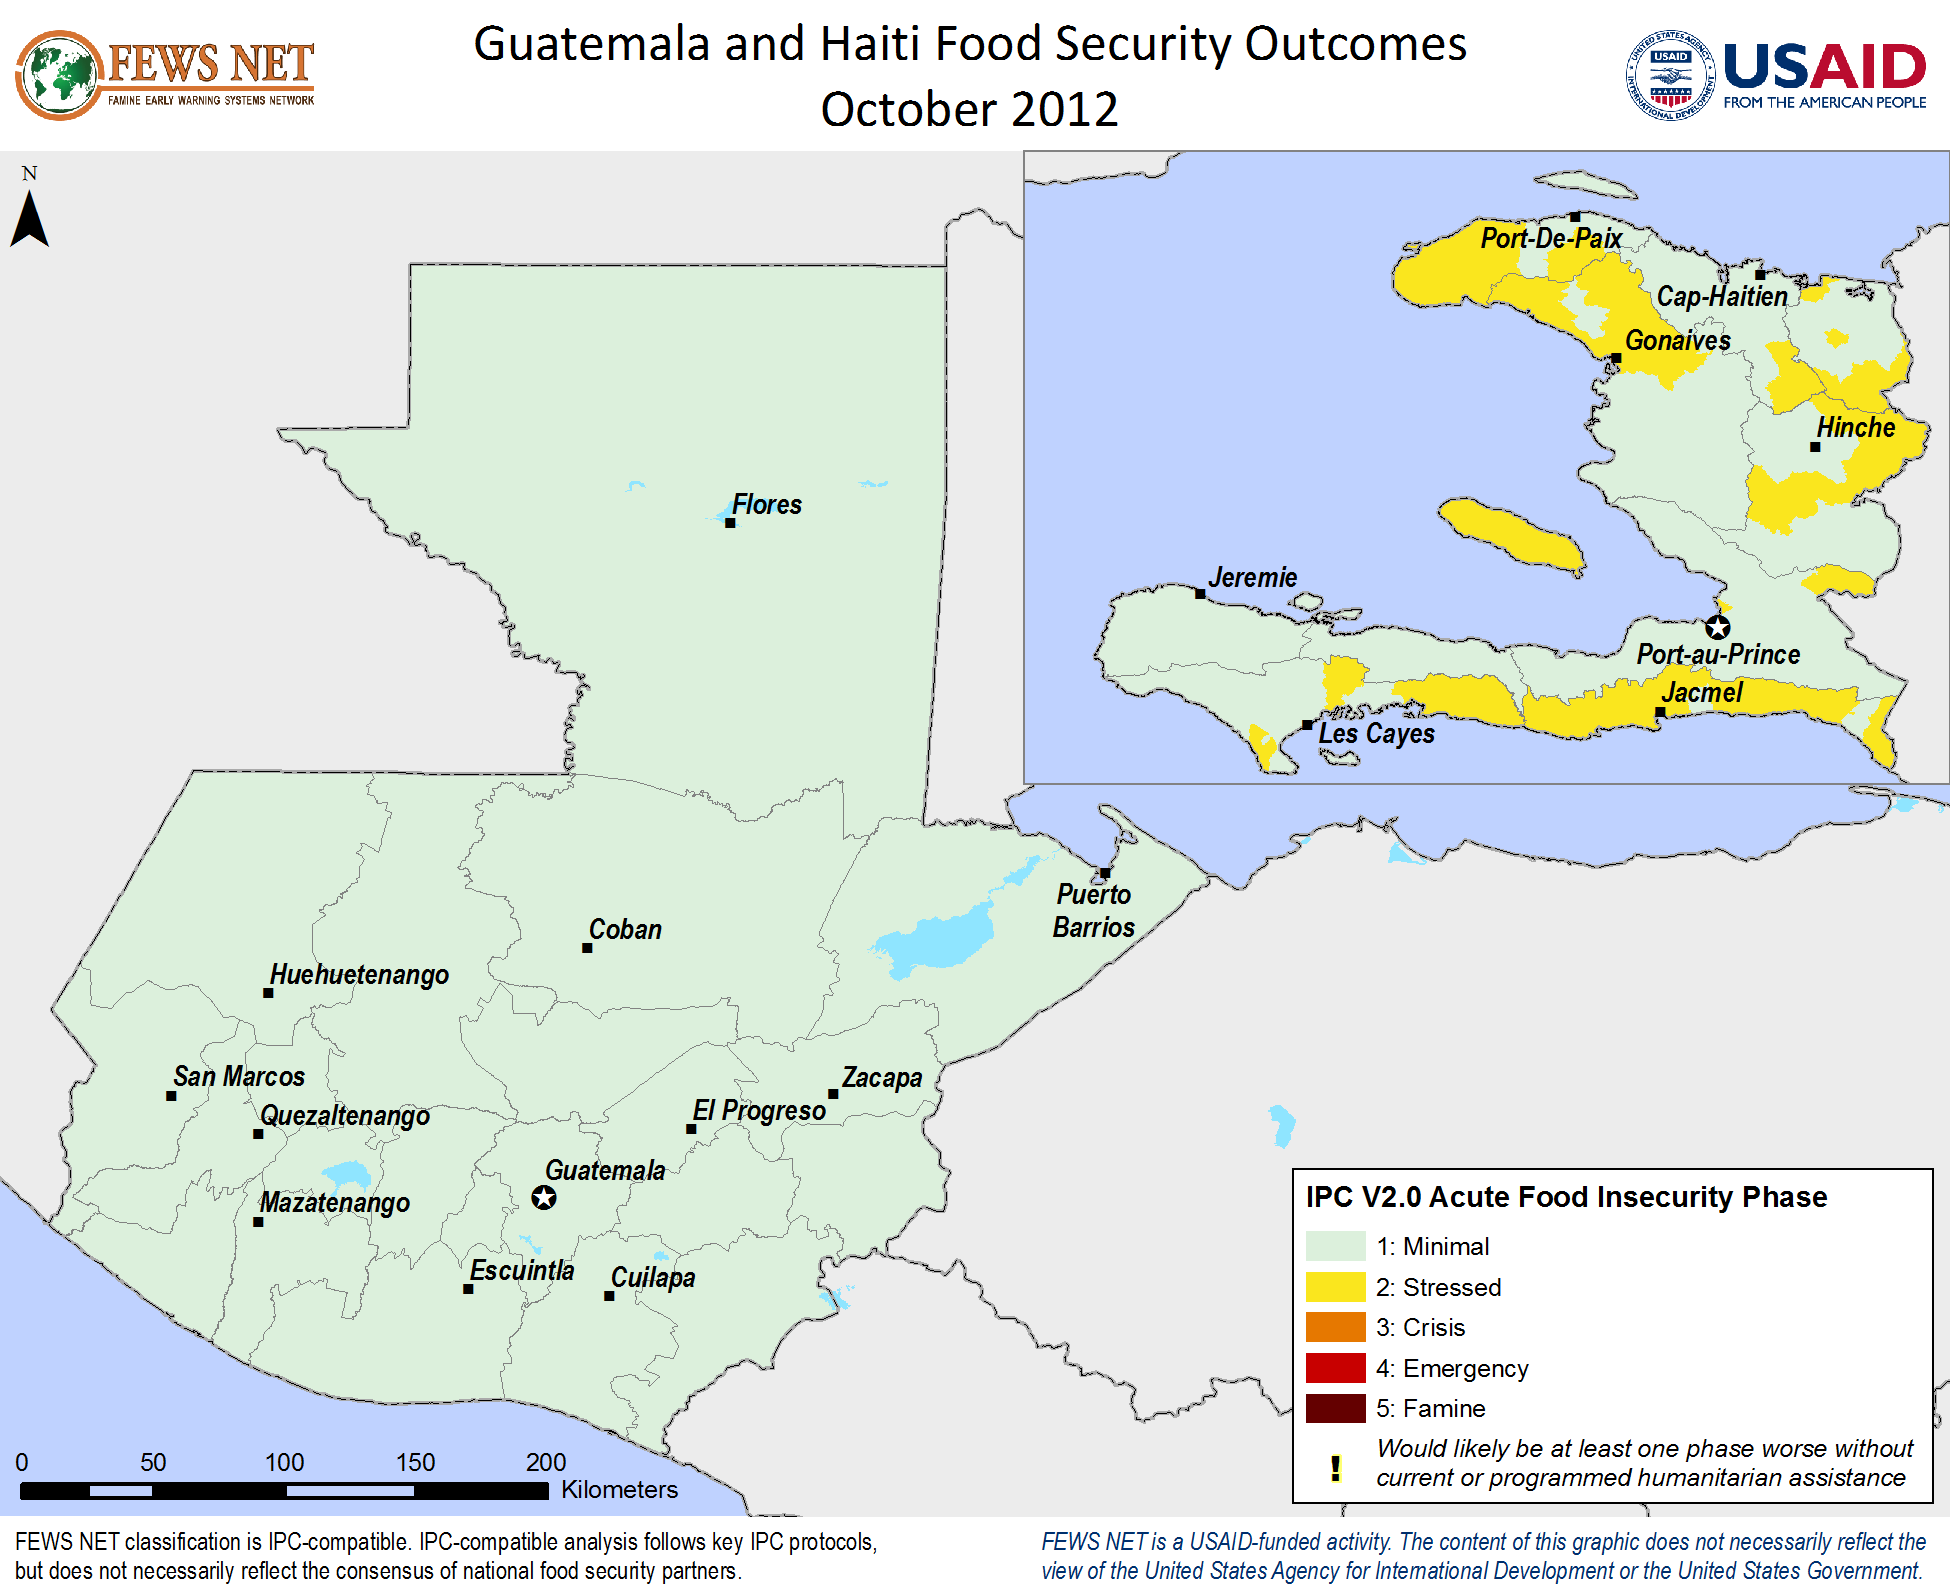 FEWS NET
FAMINE EARLY WARNING SYSTEMS NETWORK
Guatemala and Haiti Food Security Outcomes
October 2012
UNITED STATES AGENCY
USAID
INTERNATIONAL DEVELOPMENT
USAID
FROM THE AMERICAN PEOPLE
N
Port-De-Paix
Cap-Haitien
Gonaives
Hinche
Jeremie
Port-au-Prince
Jacmel
Les Cayes
Flores
Puerto
Barrios
Coban
Huehuetenango
San Marcos
Zacapa
Quezaltenango
El Progreso
Guatemala
Mazatenango
Escuintla
Cuilapa
IPC V2.0 Acute Food Insecurity Phase
1: Minimal
2: Stressed
3: Crisis
4: Emergency
5: Famine
! Would likely be at least one phase worse without
current or programmed humanitarian assistance
0 50 100 150 200
Kilometers
FEWS NET classification is IPC-compatible. IPC-compatible analysis follows key IPC protocols,
but does not necessarily reflect the consensus of national food security partners.
FEWS NET is a USAID-funded activity. The content of this graphic does not necessarily reflect the
view of the United States Agency for International Development or the United States Government.